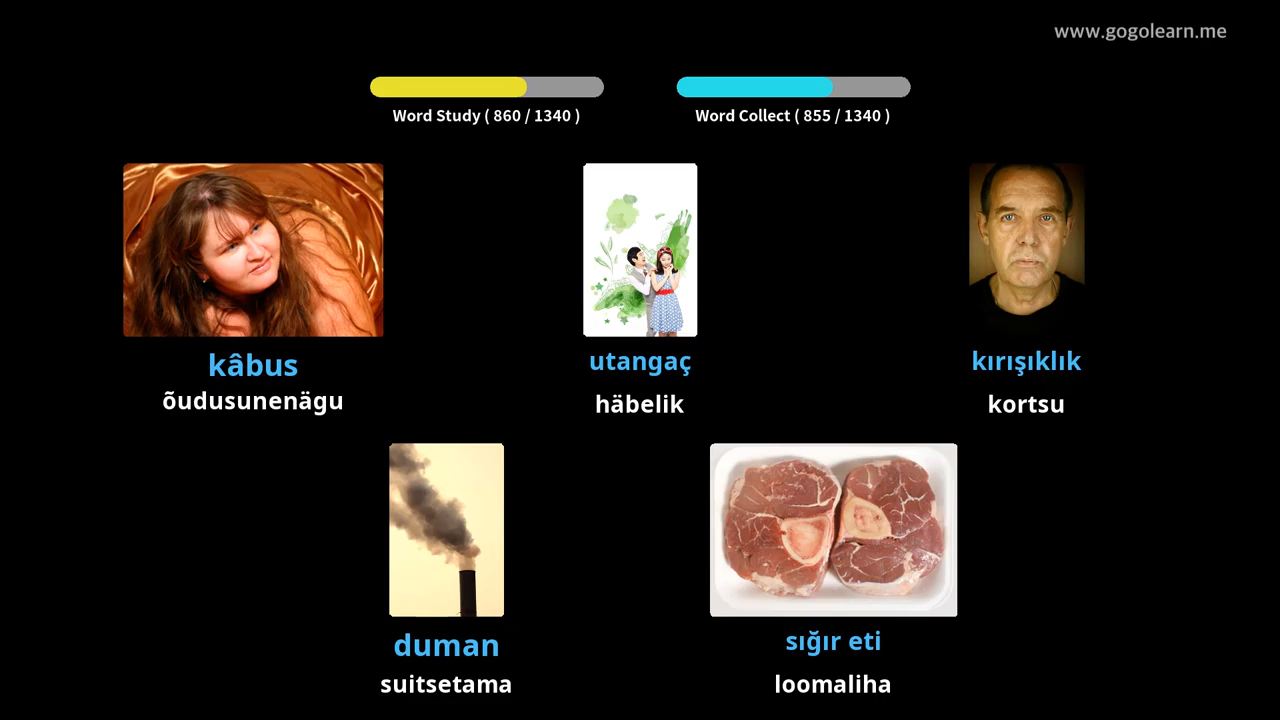 www.gogolearn.me
Word Study ( 860 / 1340 )
Word Collect ( 855 / 1340 )
kâbus
õudusunenägu
utangaç
häbelik
kırışıklık
kortsu
duman
suitsetama
sığır eti
loomaliha